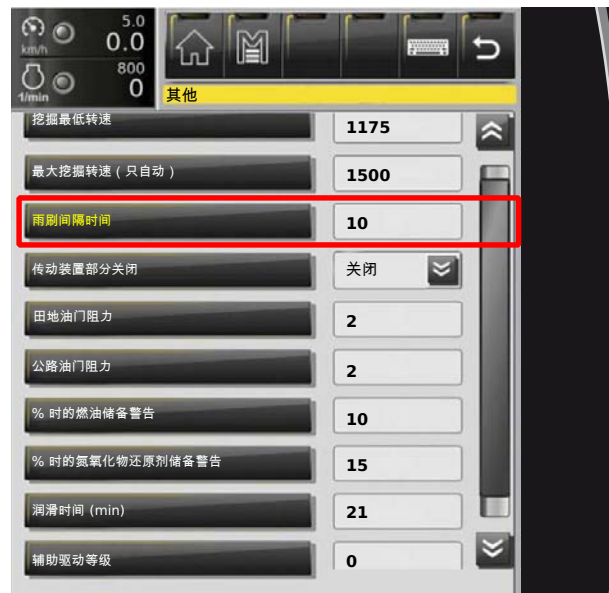 5.0
km/h 0.0
800
1/min 0
其他
挖掘最低转速 1175
最大挖掘转速 ( 只自动 ) 1500
雨刷间隔时间 10
传动装置部分关闭 关闭
田地油门阻力 2
公路油门阻力 2
% 时的燃油储备警告 10
% 时的氮氧化物还原剂储备警告 15
润滑时间 (min) 21
辅助驱动等级 0